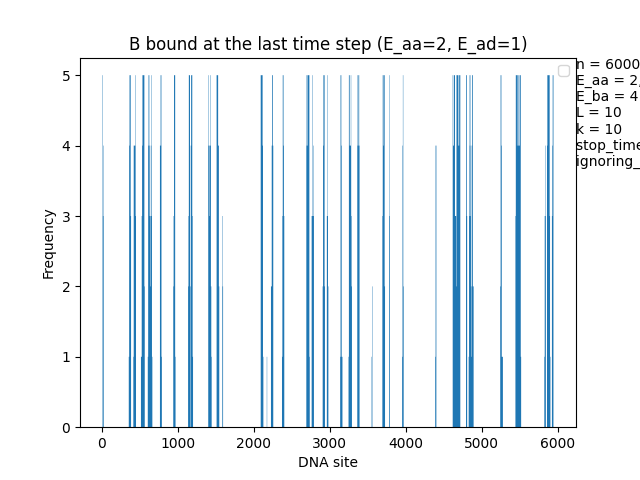 B bound at the last time step (E_aa=2, E_ad=1)
n = 6000
E_aa = 2,
E_ba = 4
L = 10
k = 10
stop_time
ignoring_
Frequency
5
4
3
2
1
0
0 1000 2000 3000 4000 5000 6000
DNA site